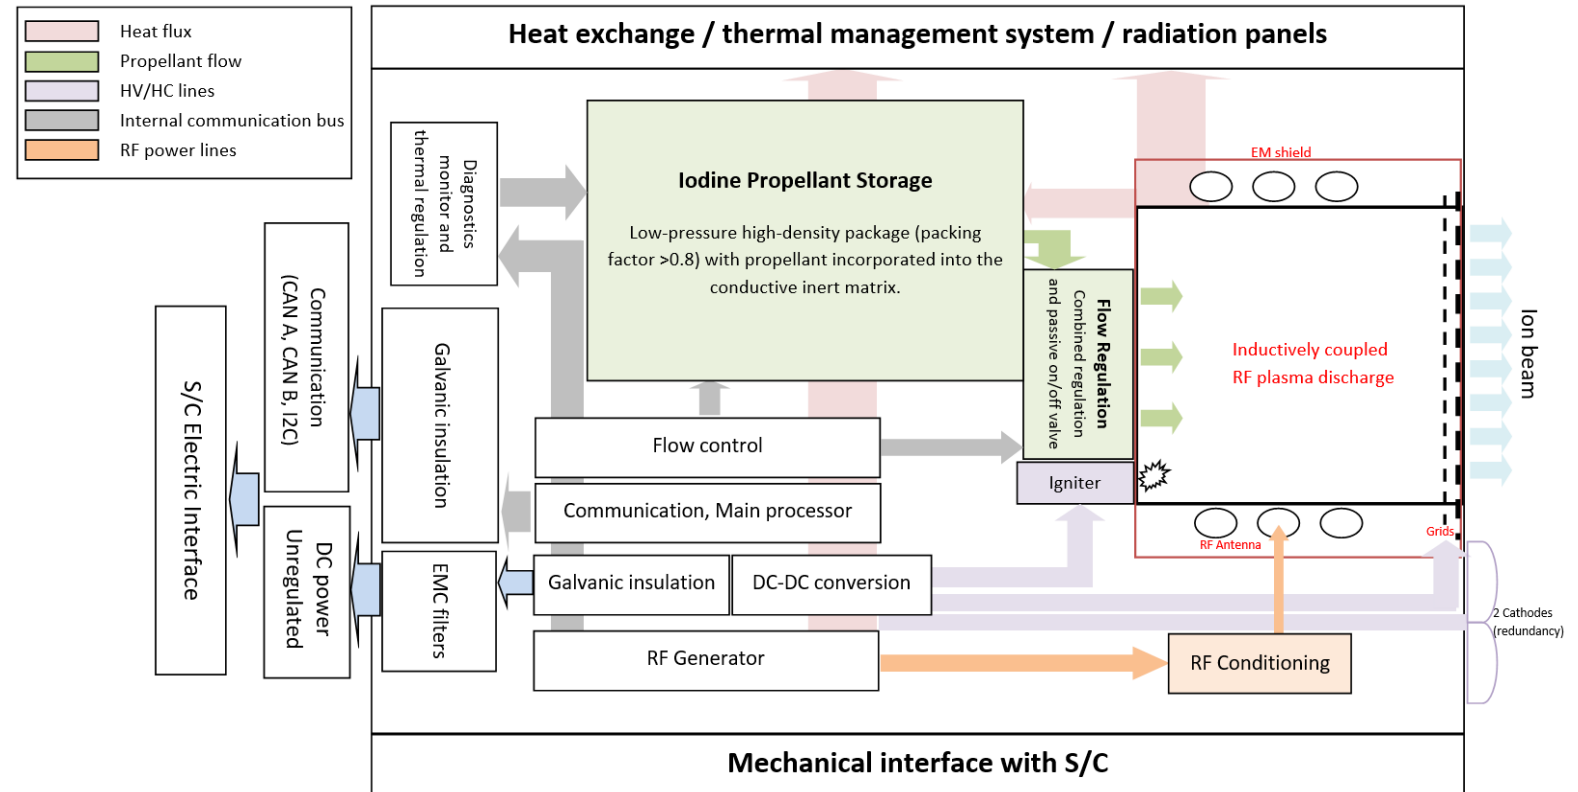 Heat flux
Propellant flow
HV/HC lines
Internal communication bus
RF power lines
Heat exchange / thermal management system / radiation panels
Diagnostics
monitor and
thermal regulation
Iodine Propellant Storage
Low-pressure high-density package (packing
factor >0.8) with propellant incorporated into the
conductive inert matrix.
EM shield
Flow Regulation
Combined regulation
and passive on/off valve
Inductively coupled
RF plasma discharge
Ion beam
S/C Electric Interface
Communication
(CAN A, CAN B, I2C)
Galvanic insulation
Flow control
Igniter
Communication, Main processor
RF Antenna
Grids
DC power
Unregulated
EMC filters
Galvanic insulation
DC-DC conversion
2 Cathodes
(redundancy)
RF Generator
RF Conditioning
Mechanical interface with S/C